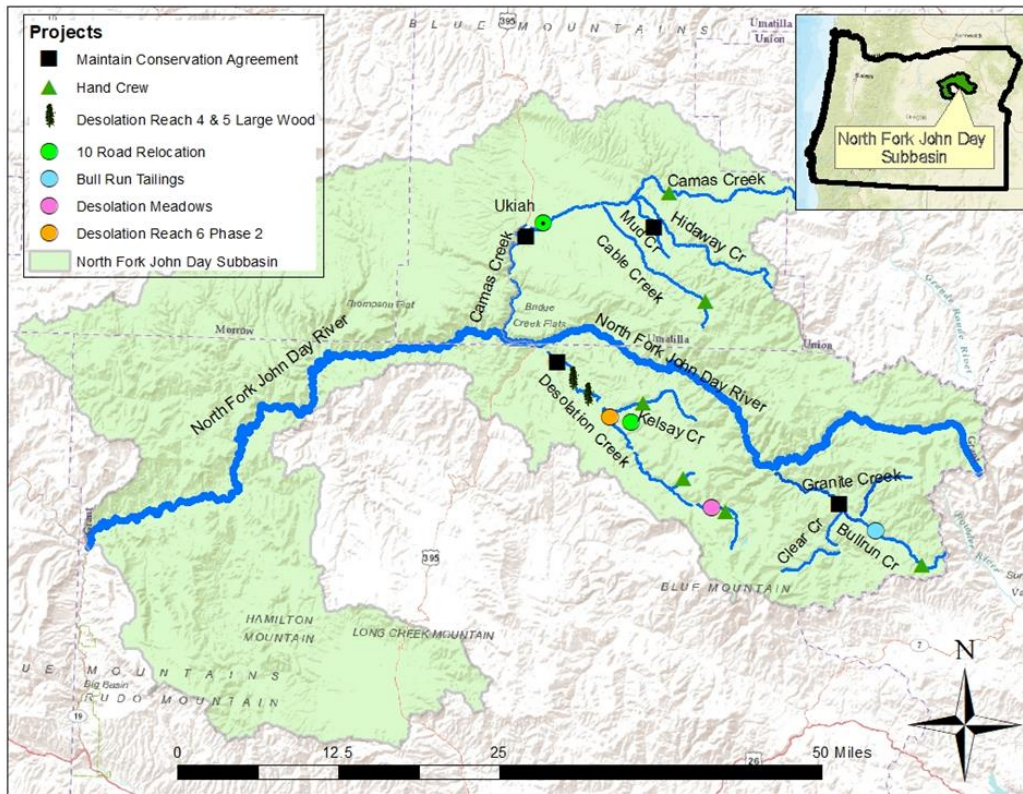 Projects
Maintain Conservation Agreement
Hand Crew
Desolation Reach 4 & 5 Large Wood
10 Road Relocation
Bull Run Tailings
Desolation Meadows
Desolation Reach 6 Phase 2
North Fork John Day Subbasin
395
BLUE MOUNTAINS
Umatilla
Union
North Fork John Day
Subbasin
Camas Creek
Ukiah
Mud Cr
Hidaway Cr
Cable Creek
Camas Creek
Thompson Flat
Bridge
Creek Flats
Morrow
Umatilla
Union
North Fork John Day River
North Fork John Day River
Grande Ronde River
Desolation Creek
Kelsay Cr
Granite Creek
Clear Cr
Bullrun Cr
Grant
Grant
395
BLUE MOUNTAIN
HAMILTON
MOUNTAIN
LONG CREEK MOUNTAIN
UE MOUNTAINS
Big Basin
RUDO MOUNTAIN
19
7
26
N
0 12.5 25 50 Miles